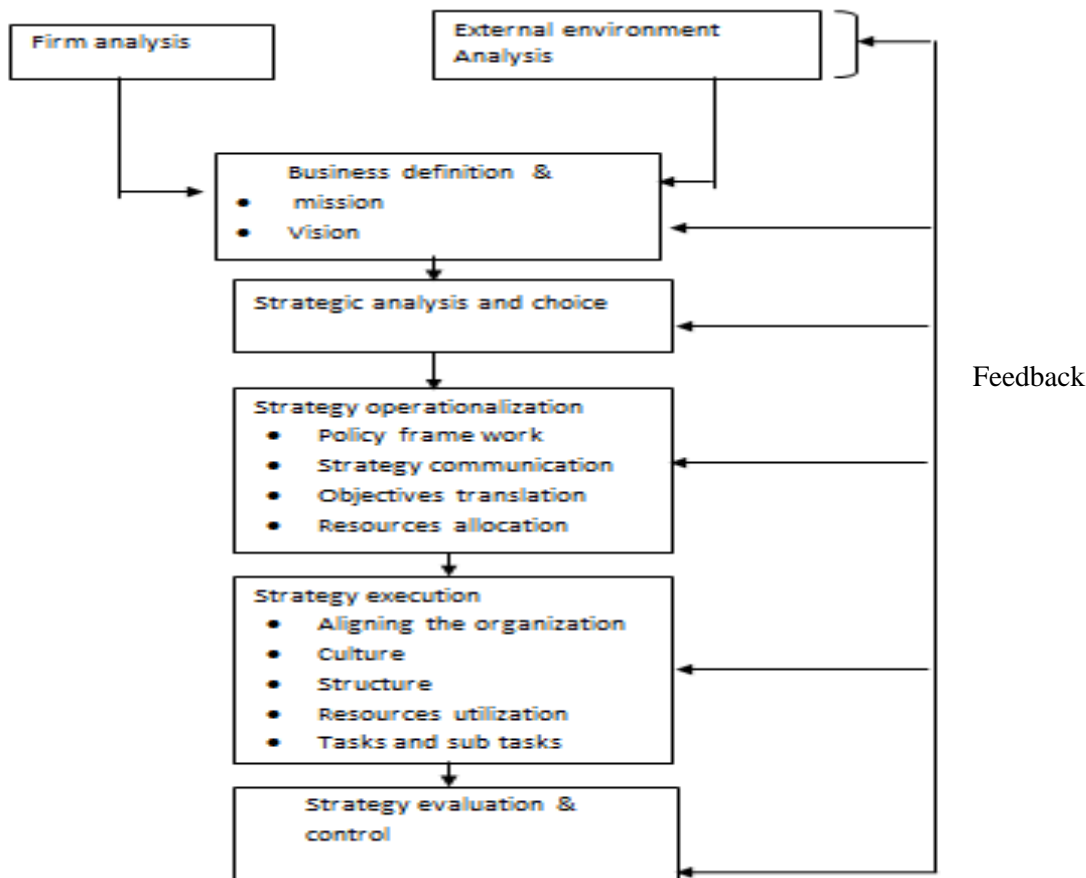 Firm analysis
External environment
Analysis
Business definition &
• mission
• Vision
Strategic analysis and choice
Feedback
Strategy operationalization
• Policy frame work
• Strategy communication
• Objectives translation
• Resources allocation
Strategy execution
• Aligning the organization
• Culture
• Structure
• Resources utilization
• Tasks and sub tasks
Strategy evaluation &
control